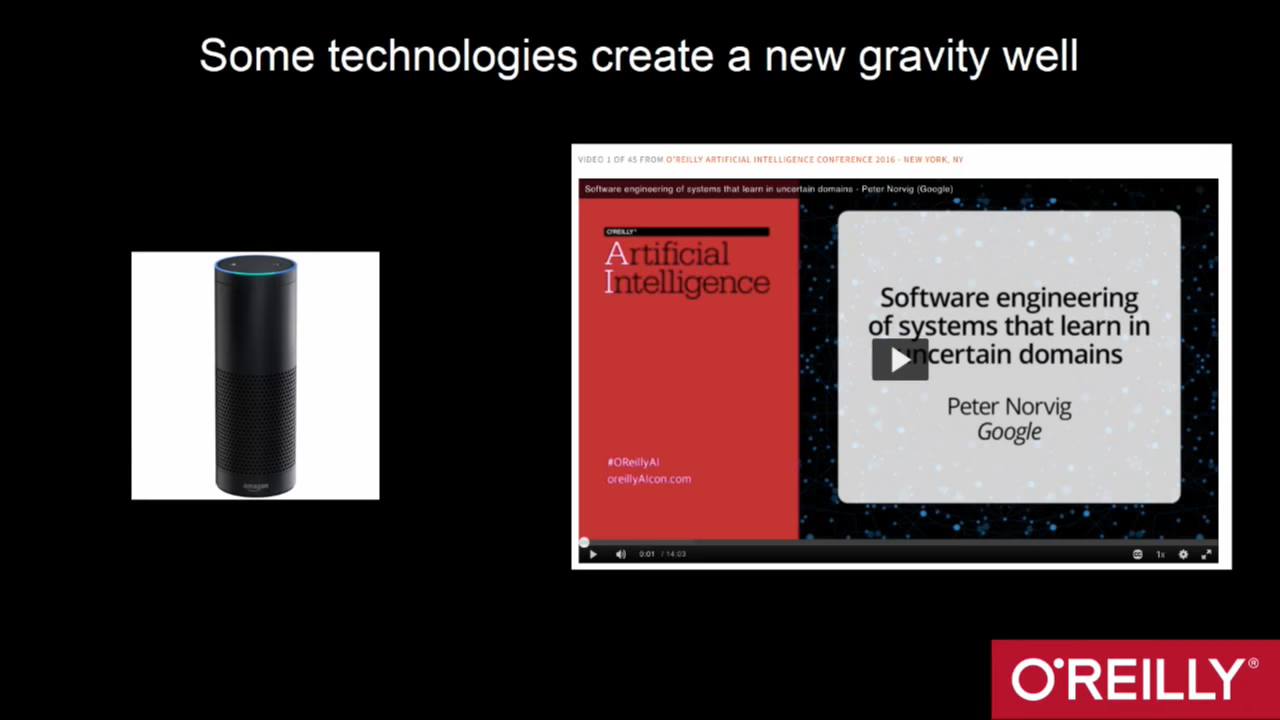 Some technologies create a new gravity well
VIDEO 1 OF 45 FROM O'REILLY ARTIFICIAL INTELLIGENCE CONFERENCE 2016 - NEW YORK, NY
Software engineering of systems that learn in uncertain domains - Peter Norvig (Google)
O'REILLY®
Artificial
Intelligence
Software engineering
of systems that learn in
uncertain domains
Peter Norvig
Google
#OReillyAI
oreillyAIcon.com
amazon
0:01 / 14:03
1x
O'REILLY®